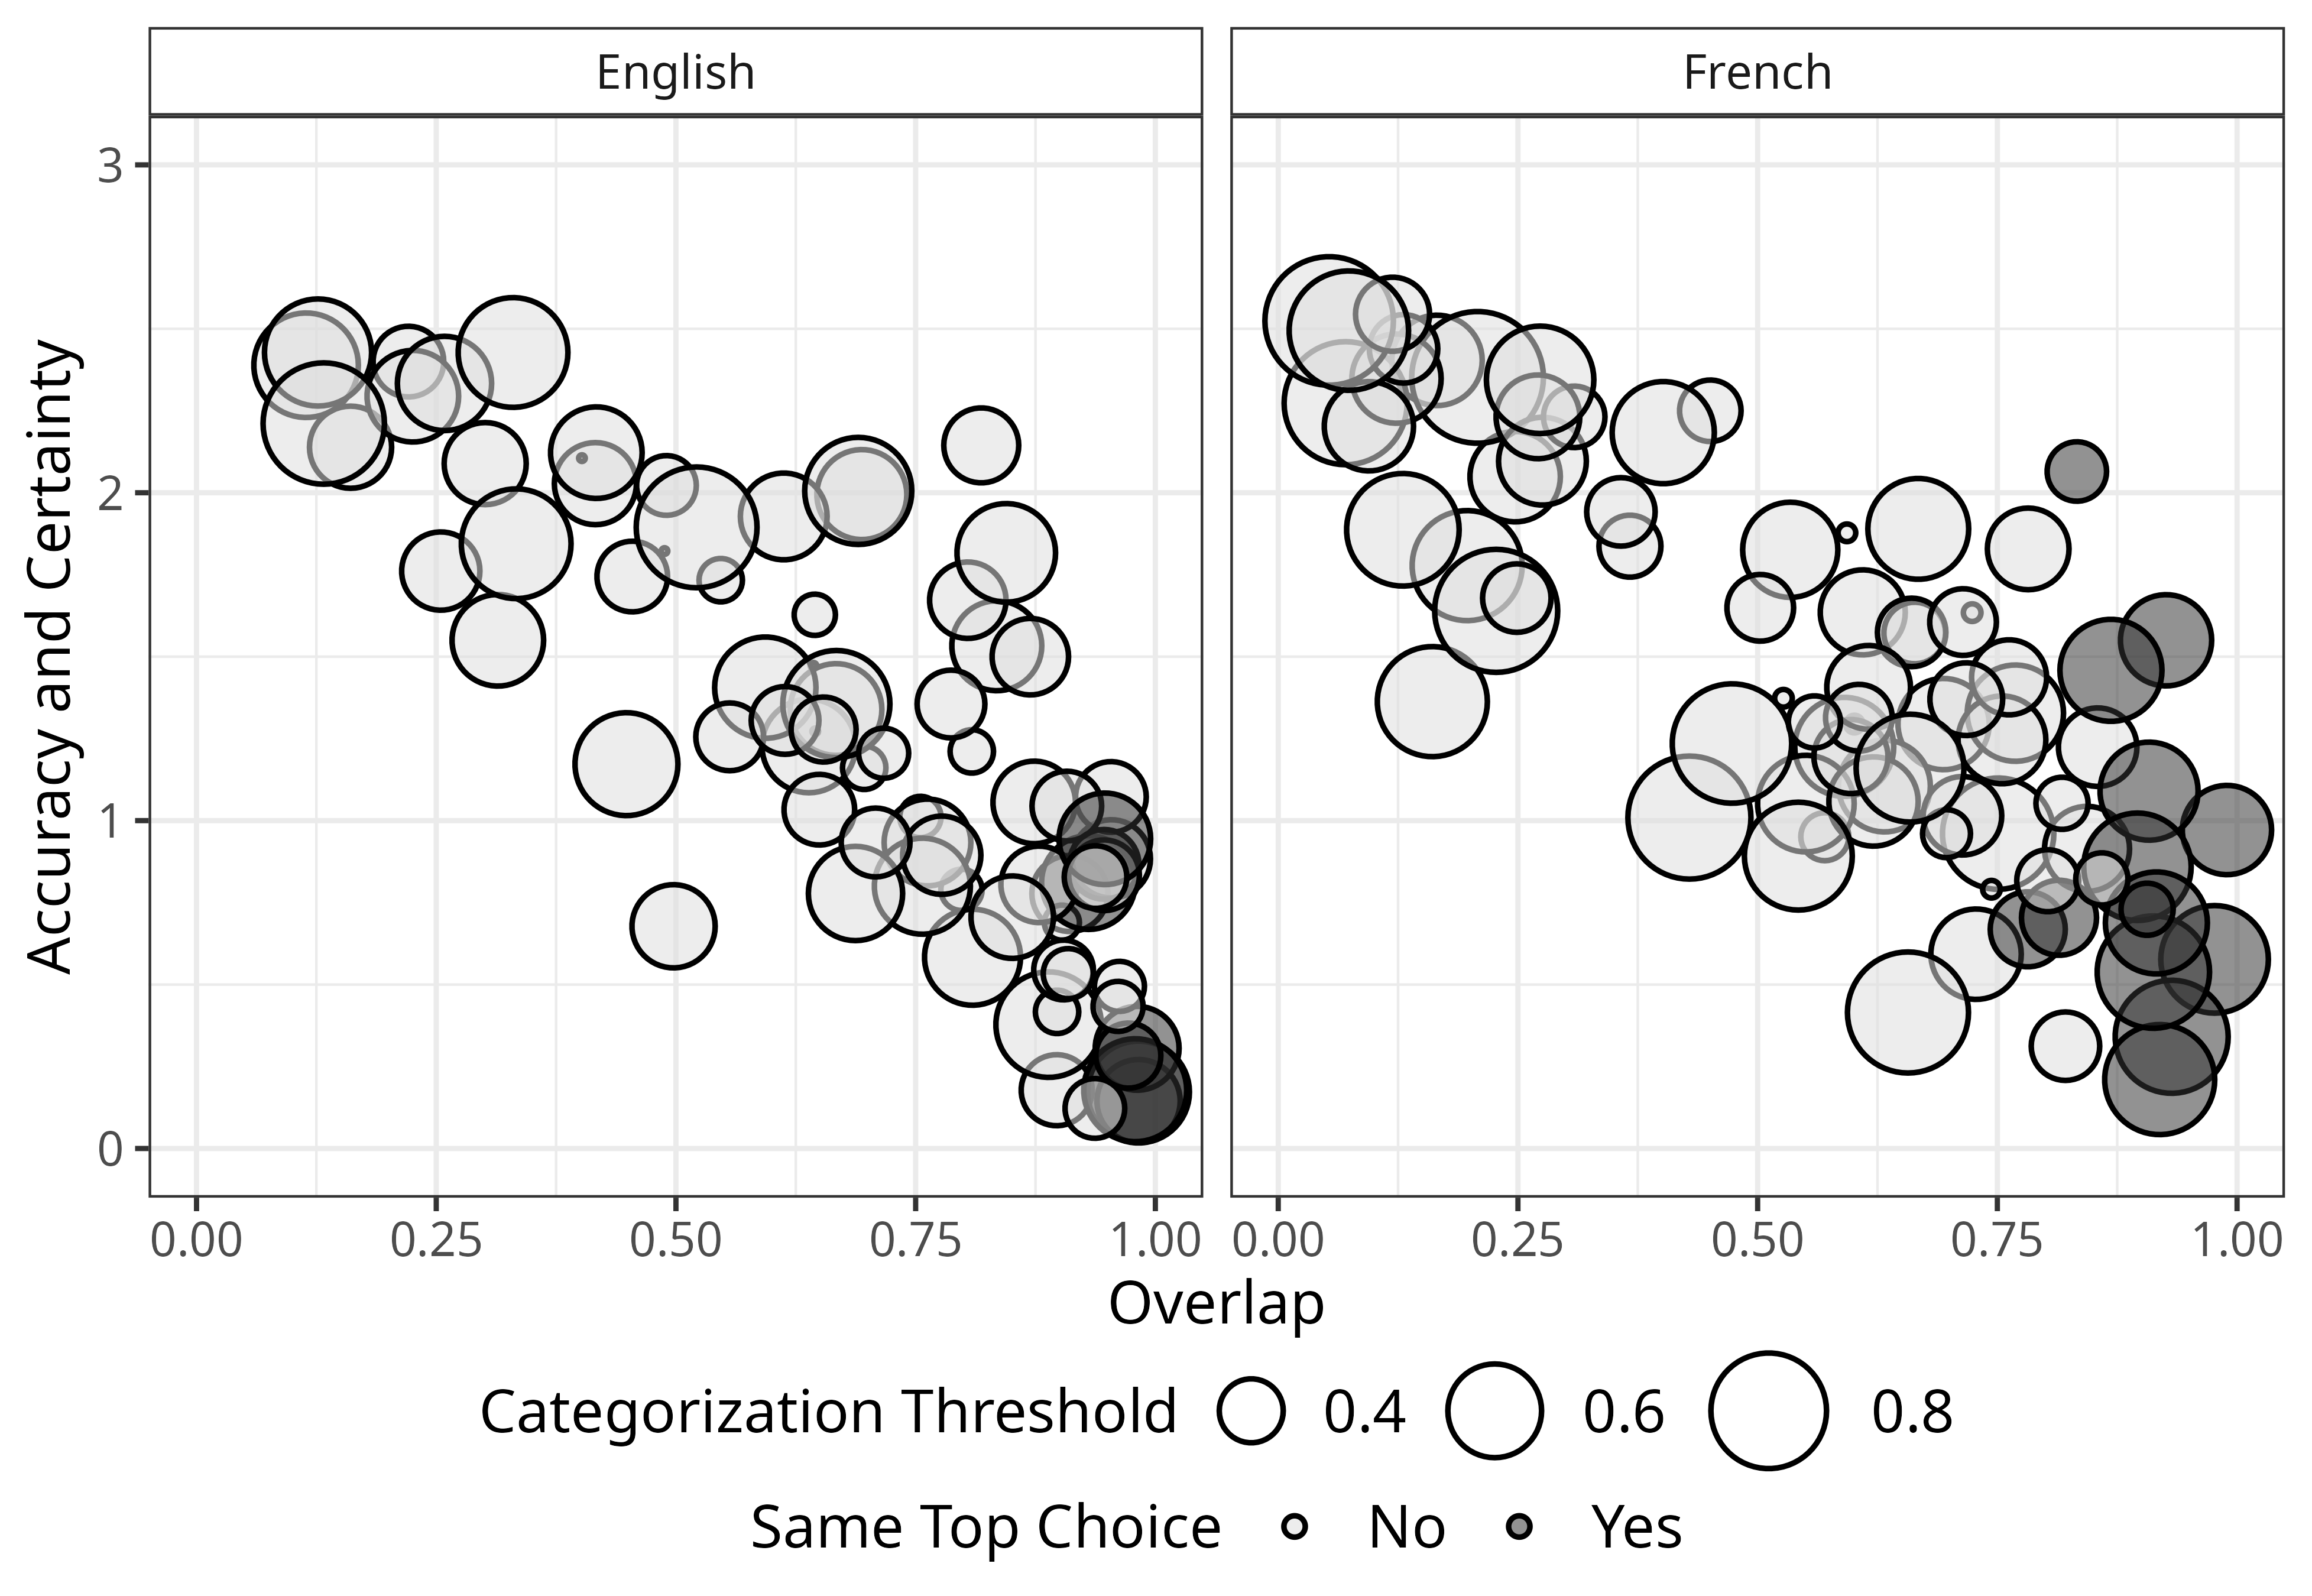 English French
Accuracy and Certainty
3
2
1
0
0.00 0.25 0.50 0.75 1.00 0.00 0.25 0.50 0.75 1.00
Overlap
Categorization Threshold 0.4 0.6 0.8
Same Top Choice No Yes